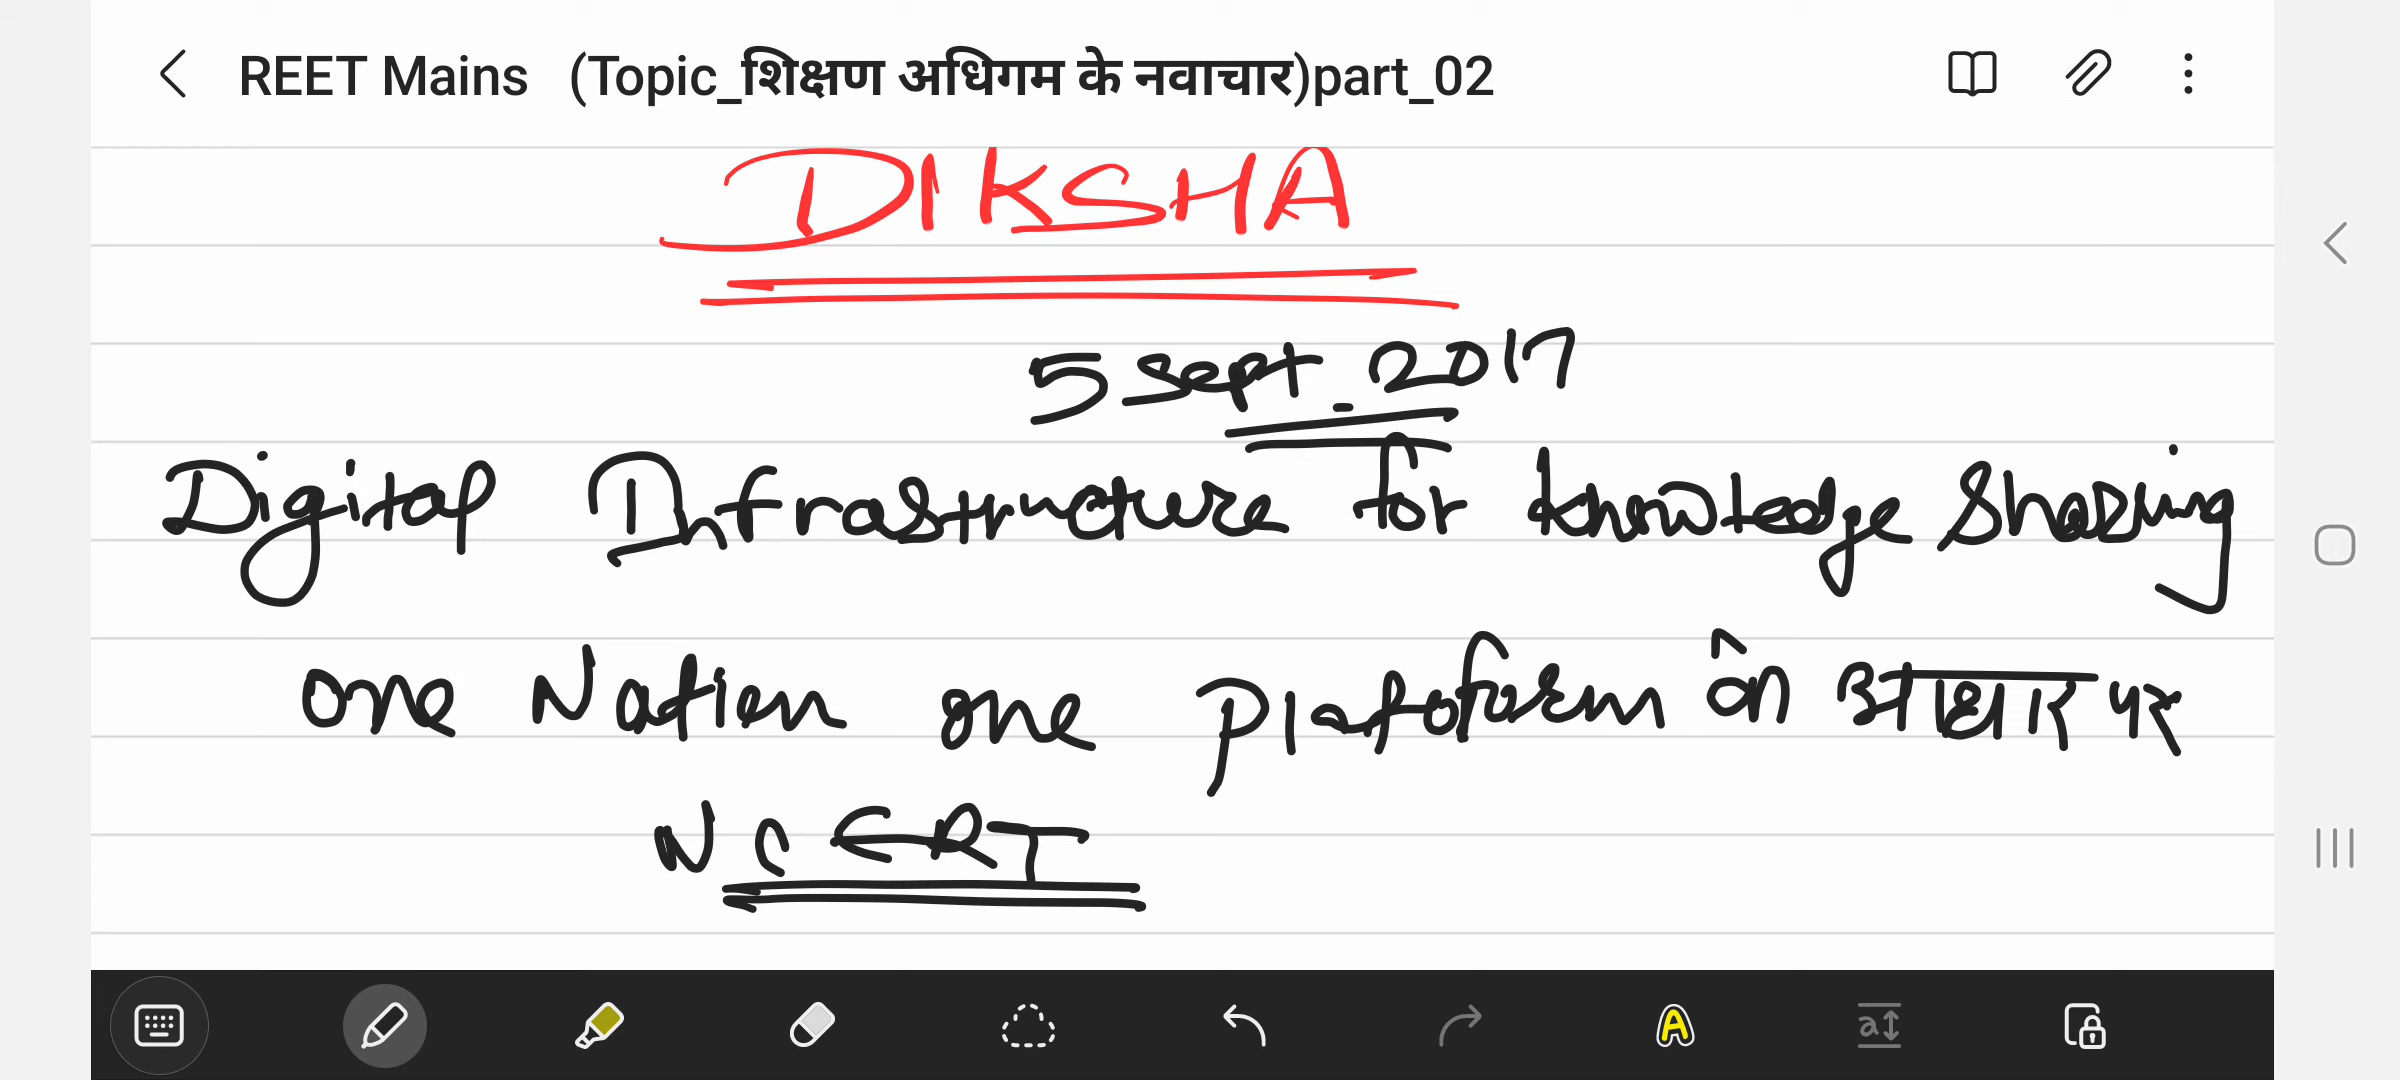 REET Mains (Topic_शिक्षण अधिगम के नवाचार)part_02
DIKSHA
5 Sept. 2017
Digital Infrastructure for Knowledge Sharing
one Nation one Platoform के आधार पर
NCERT